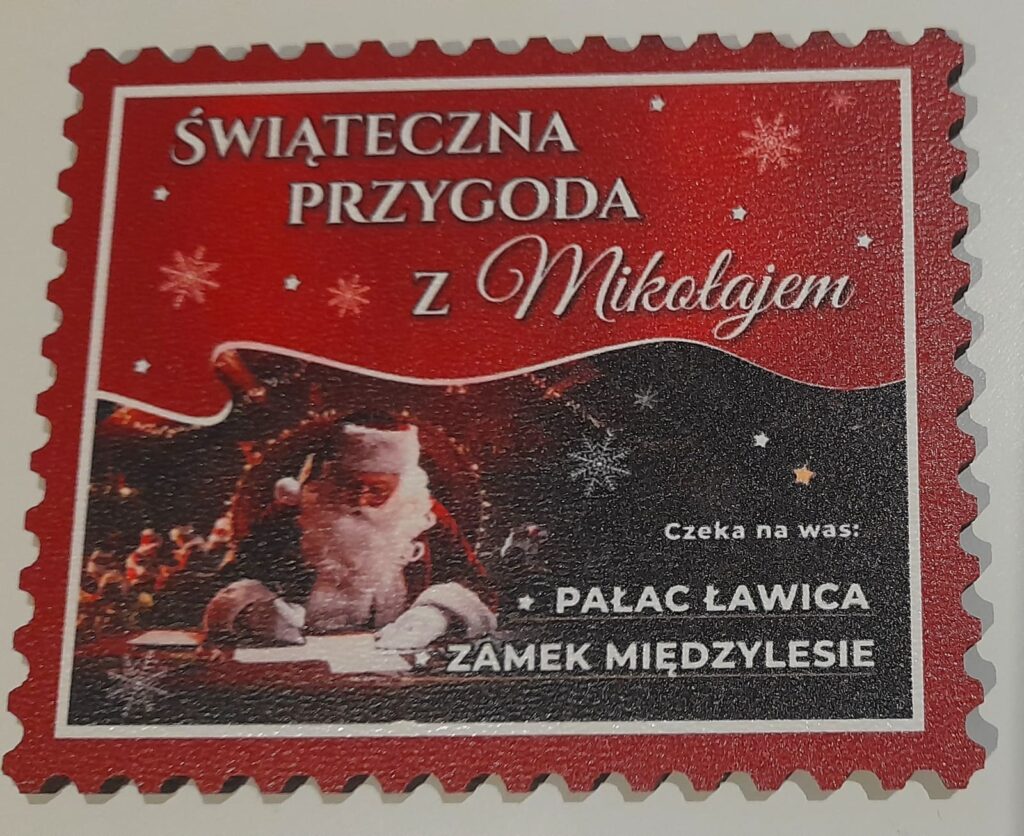 ŚWIĄTECZNA
PRZYGODA
Z Mikołajem
Czeka na was:
PAŁAC ŁAWICA
ZAMEK MIĘDZYLESIE